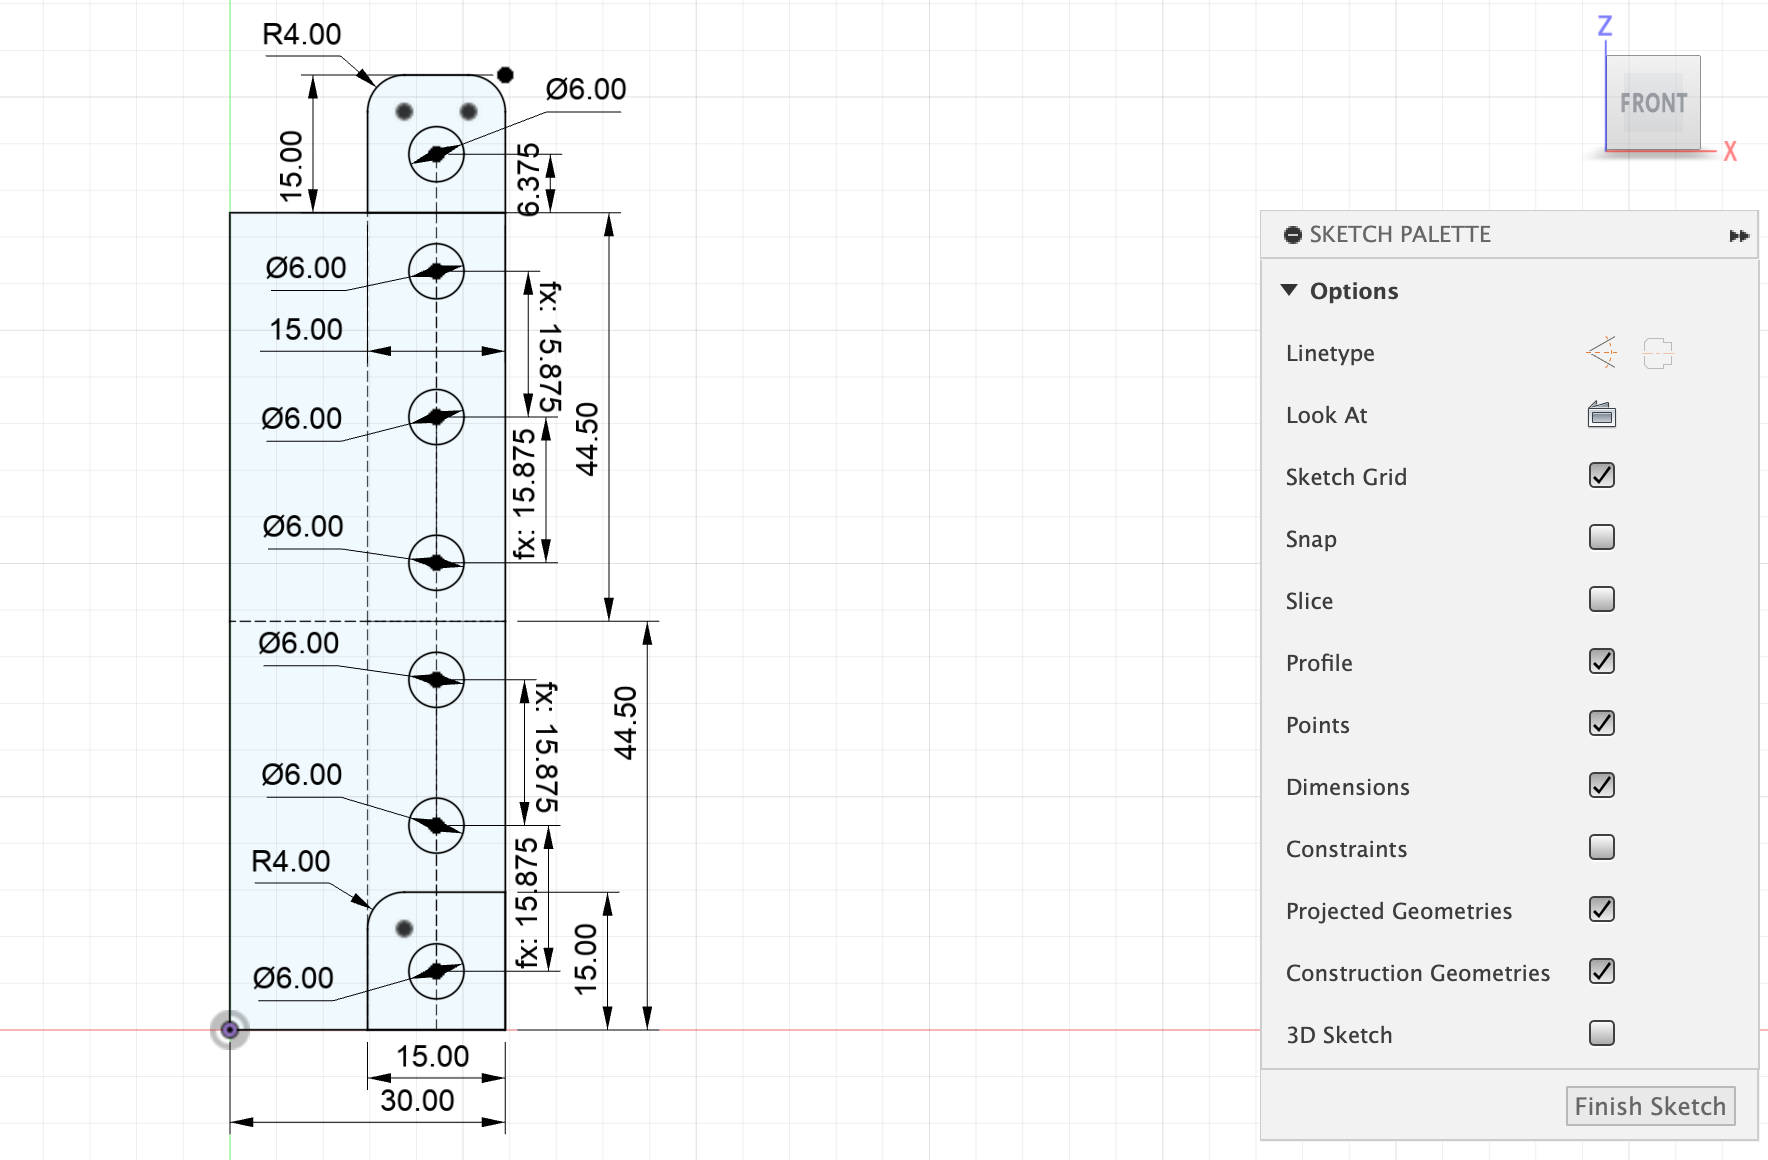 R4.00
Ø6.00
15.00
6.375
Ø6.00
15.00
fx: 15.875
Ø6.00
44.50
fx: 15.875
Ø6.00
Ø6.00
fx: 15.875
44.50
Ø6.00
R4.00
fx: 15.875
15.00
Ø6.00
15.00
30.00
Z
FRONT
X
SKETCH PALETTE
Options
Linetype
Look At
Sketch Grid
Snap
Slice
Profile
Points
Dimensions
Constraints
Projected Geometries
Construction Geometries
3D Sketch
Finish Sketch